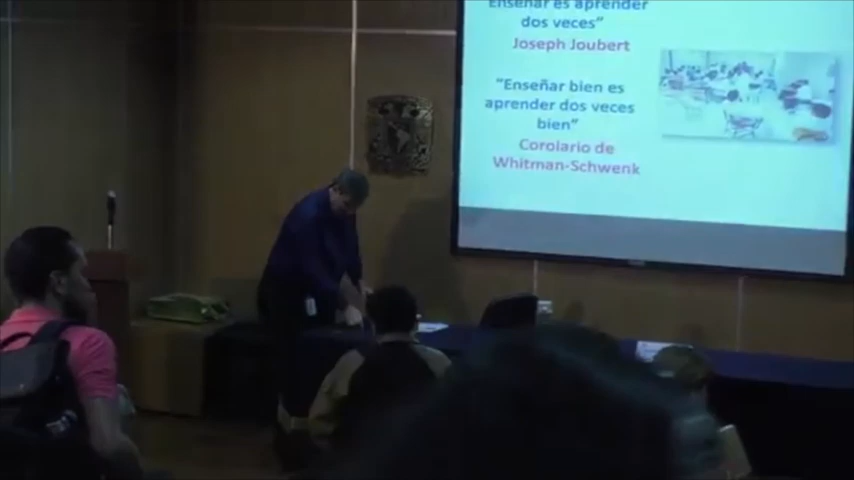 Enseñar es aprender
dos veces”
Joseph Joubert
“Enseñar bien es
aprender dos veces
bien”
Corolario de
Whitman-Schwenk